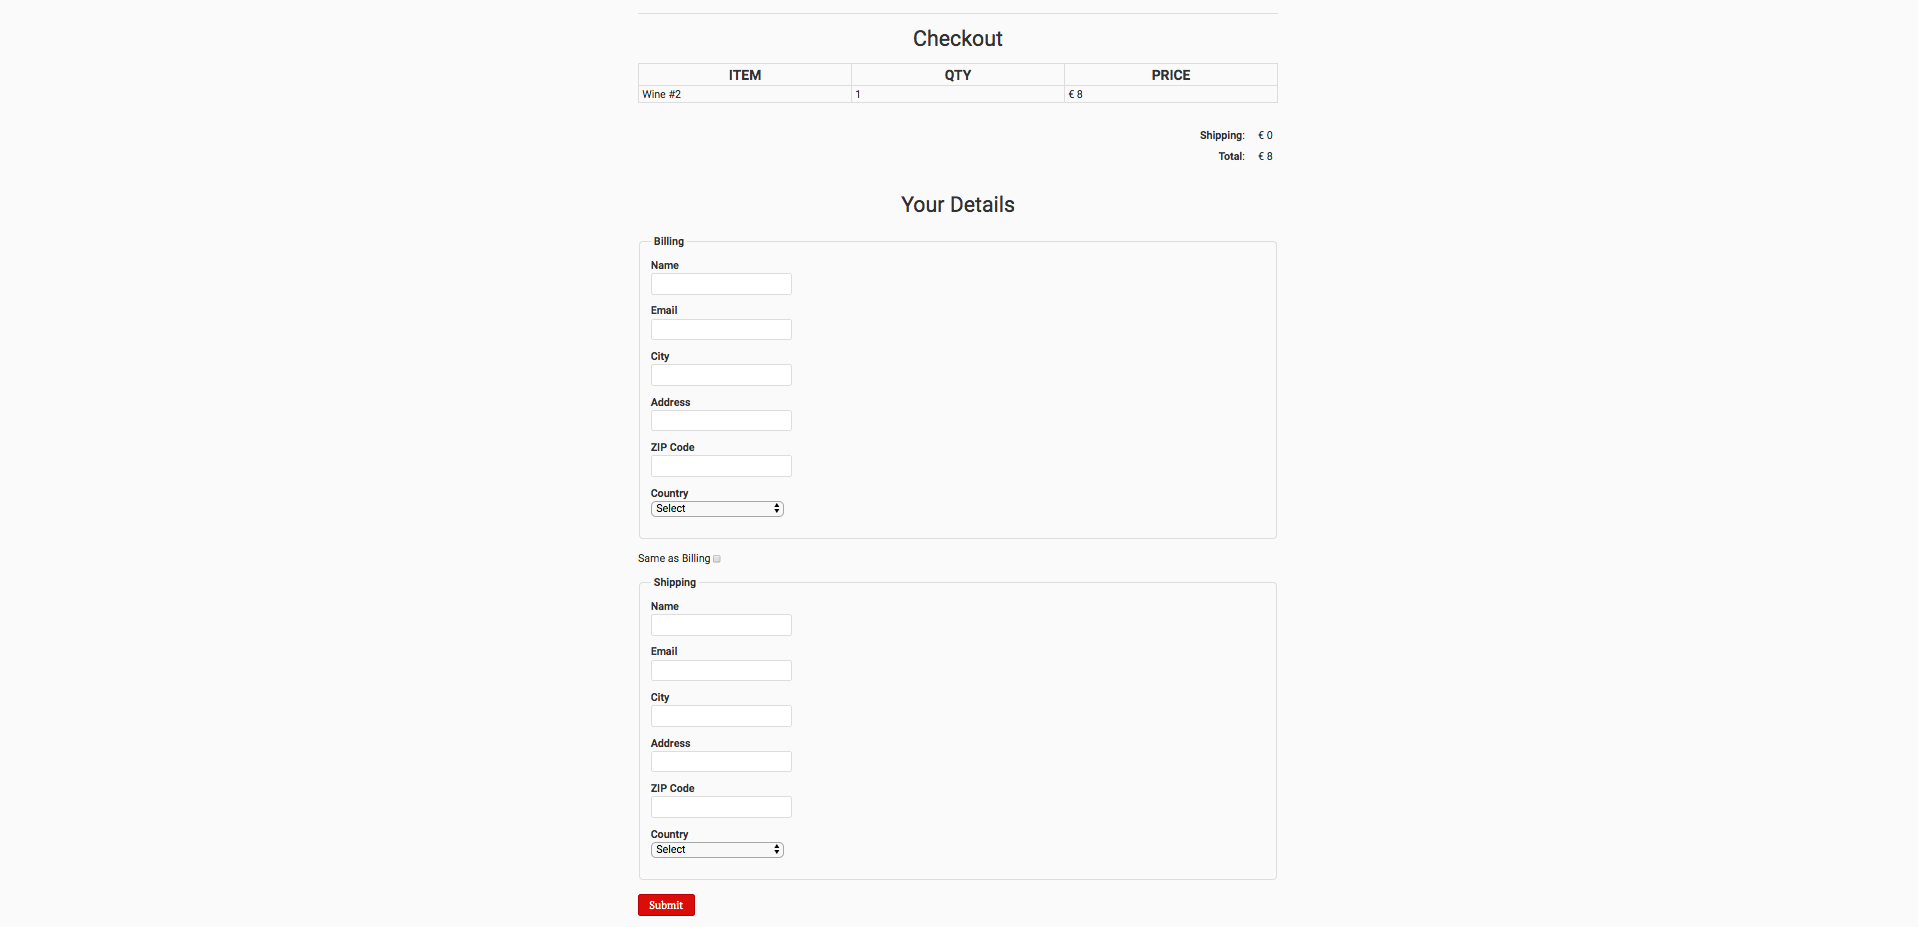 Checkout
ITEM QTY PRICE
Wine #2 1 € 8
Shipping: € 0
Total: € 8
Your Details
Billing
Name
Email
City
Address
ZIP Code
Country
Select
Same as Billing
Shipping
Name
Email
City
Address
ZIP Code
Country
Select
Submit